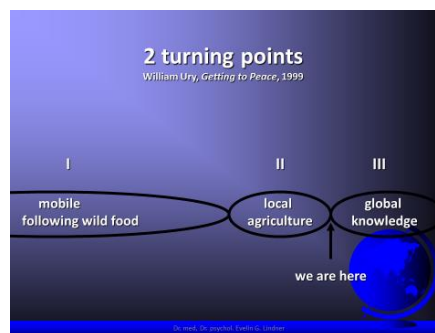 2 turning points
William Ury, Getting to Peace, 1999
I II III
mobile
following wild food
local
agriculture
global
knowledge
we are here
Dr. med. Dr. psychol. Evelin G. Lindner